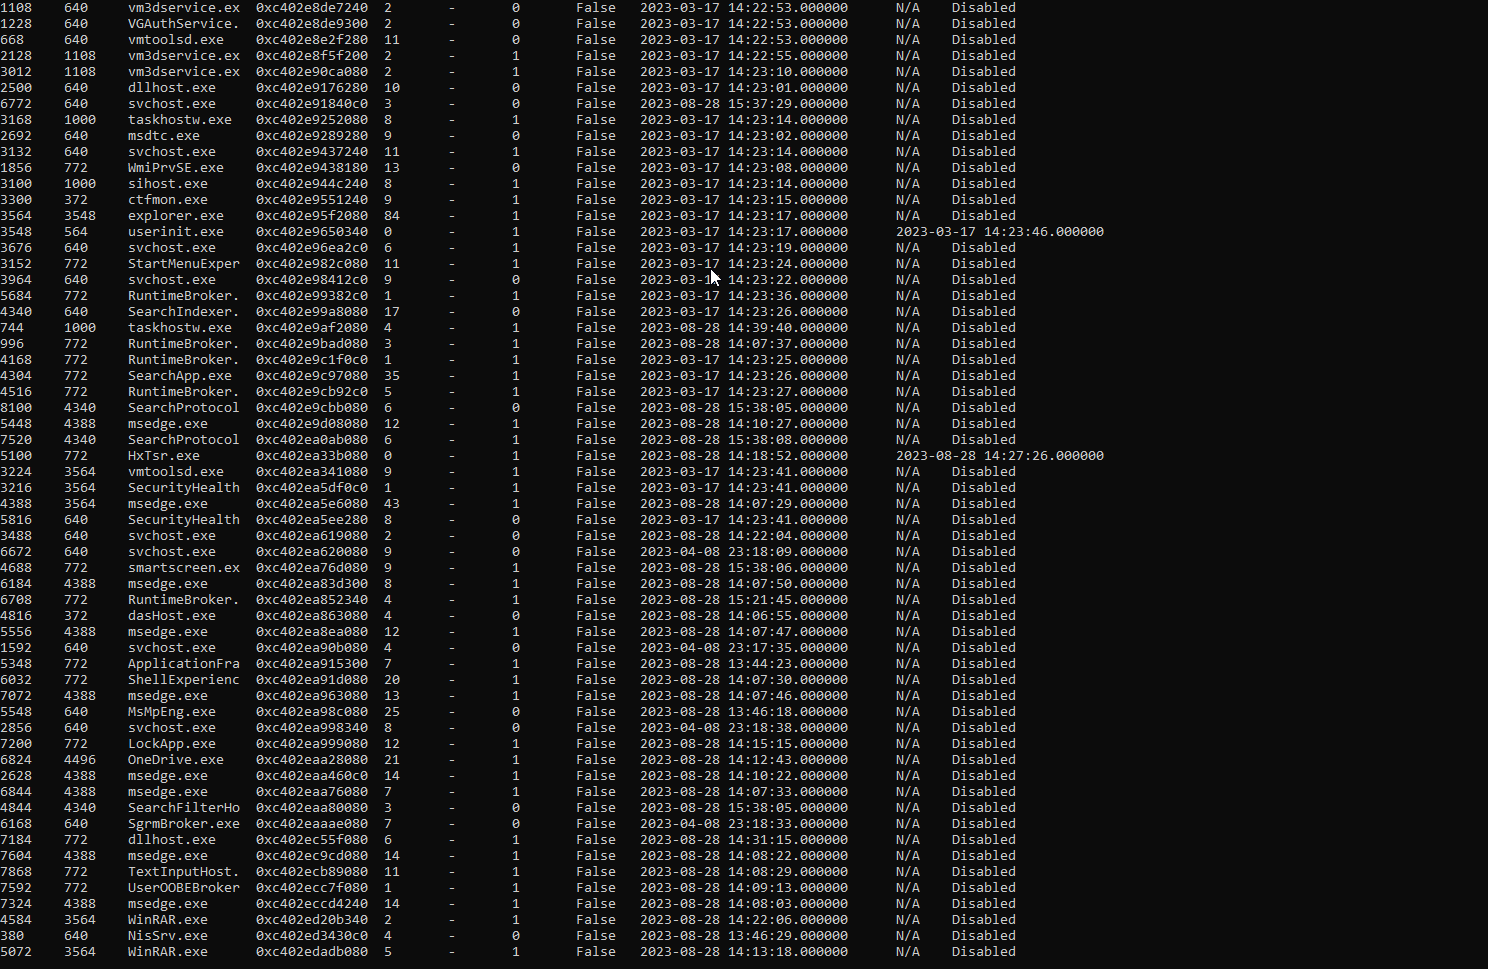 1108 640 vm3dservice.ex 0xc402e8de7240 2 - 0 False 2023-03-17 14:22:53.000000 N/A Disabled
1228 640 VGAuthService. 0xc402e8de9300 2 - 0 False 2023-03-17 14:22:53.000000 N/A Disabled
668 640 vmtoolsd.exe 0xc402e8e2f280 11 - 0 False 2023-03-17 14:22:53.000000 N/A Disabled
2128 1108 vm3dservice.ex 0xc402e8f5f200 2 - 1 False 2023-03-17 14:22:55.000000 N/A Disabled
3012 1108 vm3dservice.ex 0xc402e90ca080 2 - 1 False 2023-03-17 14:23:10.000000 N/A Disabled
2500 640 dllhost.exe 0xc402e9176280 10 - 0 False 2023-03-17 14:23:01.000000 N/A Disabled
6772 640 svchost.exe 0xc402e91840c0 3 - 0 False 2023-08-28 15:37:29.000000 N/A Disabled
3168 1000 taskhostw.exe 0xc402e9252080 8 - 1 False 2023-03-17 14:23:14.000000 N/A Disabled
2692 640 msdtc.exe 0xc402e9289280 9 - 0 False 2023-03-17 14:23:02.000000 N/A Disabled
3132 640 svchost.exe 0xc402e9437240 11 - 1 False 2023-03-17 14:23:14.000000 N/A Disabled
1856 772 WmiPrvSE.exe 0xc402e9438180 13 - 0 False 2023-03-17 14:23:08.000000 N/A Disabled
3100 1000 sihost.exe 0xc402e944c240 8 - 1 False 2023-03-17 14:23:14.000000 N/A Disabled
3300 372 ctfmon.exe 0xc402e9551240 9 - 1 False 2023-03-17 14:23:15.000000 N/A Disabled
3564 3548 explorer.exe 0xc402e95f2080 84 - 1 False 2023-03-17 14:23:17.000000 N/A Disabled
3548 564 userinit.exe 0xc402e9650340 0 - 1 False 2023-03-17 14:23:17.000000 2023-03-17 14:23:46.000000
3676 640 svchost.exe 0xc402e96ea2c0 6 - 1 False 2023-03-17 14:23:19.000000 N/A Disabled
3152 772 StartMenuExper 0xc402e982c080 11 - 1 False 2023-03-17 14:23:24.000000 N/A Disabled
3964 640 svchost.exe 0xc402e98412c0 9 - 0 False 14:23:22.000000 N/A Disabled
5684 772 RuntimeBroker. 0xc402e99382c0 1 - 1 False 2023-03-17 14:23:36.000000 N/A Disabled
4340 640 SearchIndexer. 0xc402e99a8080 17 - 0 False 2023-03-17 14:23:26.000000 N/A Disabled
744 1000 taskhostw.exe 0xc402e9af2080 4 - 1 False 2023-08-28 14:39:40.000000 N/A Disabled
996 772 RuntimeBroker. 0xc402e9bad080 3 - 1 False 2023-08-28 14:07:37.000000 N/A Disabled
4168 772 RuntimeBroker. 0xc402e9c1f0c0 1 - 1 False 2023-03-17 14:23:25.000000 N/A Disabled
4304 772 SearchApp.exe 0xc402e9c97080 35 - 1 False 2023-03-17 14:23:26.000000 N/A Disabled
4516 772 RuntimeBroker. 0xc402e9cb92c0 5 - 1 False 2023-03-17 14:23:27.000000 N/A Disabled
8100 4340 SearchProtocol 0xc402e9cbb080 6 - 0 False 2023-08-28 15:38:05.000000 N/A Disabled
5448 4388 msedge.exe 0xc402e9d08080 12 - 1 False 2023-08-28 14:10:27.000000 N/A Disabled
7520 4340 SearchProtocol 0xc402ea0ab080 6 - 1 False 2023-08-28 15:38:08.000000 N/A Disabled
5100 772 HxTsr.exe 0xc402ea33b080 0 - 1 False 2023-08-28 14:18:52.000000 2023-08-28 14:27:26.000000
3224 3564 vmtoolsd.exe 0xc402ea341080 9 - 1 False 2023-03-17 14:23:41.000000 N/A Disabled
3216 3564 SecurityHealth 0xc402ea5df0c0 1 - 1 False 2023-03-17 14:23:41.000000 N/A Disabled
4388 3564 msedge.exe 0xc402ea5e6080 43 - 1 False 2023-08-28 14:07:29.000000 N/A Disabled
5816 640 SecurityHealth 0xc402ea5ee280 8 - 0 False 2023-03-17 14:23:41.000000 N/A Disabled
3488 640 svchost.exe 0xc402ea619080 2 - 0 False 2023-08-28 14:22:04.000000 N/A Disabled
6672 640 svchost.exe 0xc402ea620080 9 - 0 False 2023-04-08 23:18:09.000000 N/A Disabled
4688 772 smartscreen.ex 0xc402ea76d080 9 - 1 False 2023-08-28 15:38:06.000000 N/A Disabled
6184 4388 msedge.exe 0xc402ea83d300 8 - 1 False 2023-08-28 14:07:50.000000 N/A Disabled
6708 772 RuntimeBroker. 0xc402ea852340 4 - 1 False 2023-08-28 15:21:45.000000 N/A Disabled
4816 372 dasHost.exe 0xc402ea863080 4 - 0 False 2023-08-28 14:06:55.000000 N/A Disabled
5556 4388 msedge.exe 0xc402ea8ea080 12 - 1 False 2023-08-28 14:07:47.000000 N/A Disabled
1592 640 svchost.exe 0xc402ea90b080 4 - 0 False 2023-04-08 23:17:35.000000 N/A Disabled
5348 772 ApplicationFra 0xc402ea915300 7 - 1 False 2023-08-28 13:44:23.000000 N/A Disabled
6032 772 ShellExperienc 0xc402ea91d080 20 - 1 False 2023-08-28 14:07:30.000000 N/A Disabled
7072 4388 msedge.exe 0xc402ea963080 13 - 1 False 2023-08-28 14:07:46.000000 N/A Disabled
5548 640 MsMpEng.exe 0xc402ea98c080 25 - 0 False 2023-08-28 13:46:18.000000 N/A Disabled
2856 640 svchost.exe 0xc402ea998340 8 - 0 False 2023-04-08 23:18:38.000000 N/A Disabled
7200 772 LockApp.exe 0xc402ea999080 12 - 1 False 2023-08-28 14:15:15.000000 N/A Disabled
6824 4496 OneDrive.exe 0xc402eaa28080 21 - 1 False 2023-08-28 14:12:43.000000 N/A Disabled
2628 4388 msedge.exe 0xc402eaa460c0 14 - 1 False 2023-08-28 14:10:22.000000 N/A Disabled
6844 4388 msedge.exe 0xc402eaa76080 7 - 1 False 2023-08-28 14:07:33.000000 N/A Disabled
4844 4340 SearchFilterHo 0xc402eaa80080 3 - 0 False 2023-08-28 15:38:05.000000 N/A Disabled
6168 640 SgrmBroker.exe 0xc402eaaae080 7 - 0 False 2023-04-08 23:18:33.000000 N/A Disabled
7184 772 dllhost.exe 0xc402ec55f080 6 - 1 False 2023-08-28 14:31:15.000000 N/A Disabled
7604 4388 msedge.exe 0xc402ec9cd080 14 - 1 False 2023-08-28 14:08:22.000000 N/A Disabled
7868 772 TextInputHost. 0xc402ecb89080 11 - 1 False 2023-08-28 14:08:29.000000 N/A Disabled
7592 772 UserOOBEBroker 0xc402ecc7f080 1 - 1 False 2023-08-28 14:09:13.000000 N/A Disabled
7324 4388 msedge.exe 0xc402eccd4240 14 - 1 False 2023-08-28 14:08:03.000000 N/A Disabled
4584 3564 WinRAR.exe 0xc402ed20b340 2 - 1 False 2023-08-28 14:22:06.000000 N/A Disabled
380 640 NisSrv.exe 0xc402ed3430c0 4 - 0 False 2023-08-28 13:46:29.000000 N/A Disabled
5072 3564 WinRAR.exe 0xc402edadb080 5 - 1 False 2023-08-28 14:13:18.000000 N/A Disabled